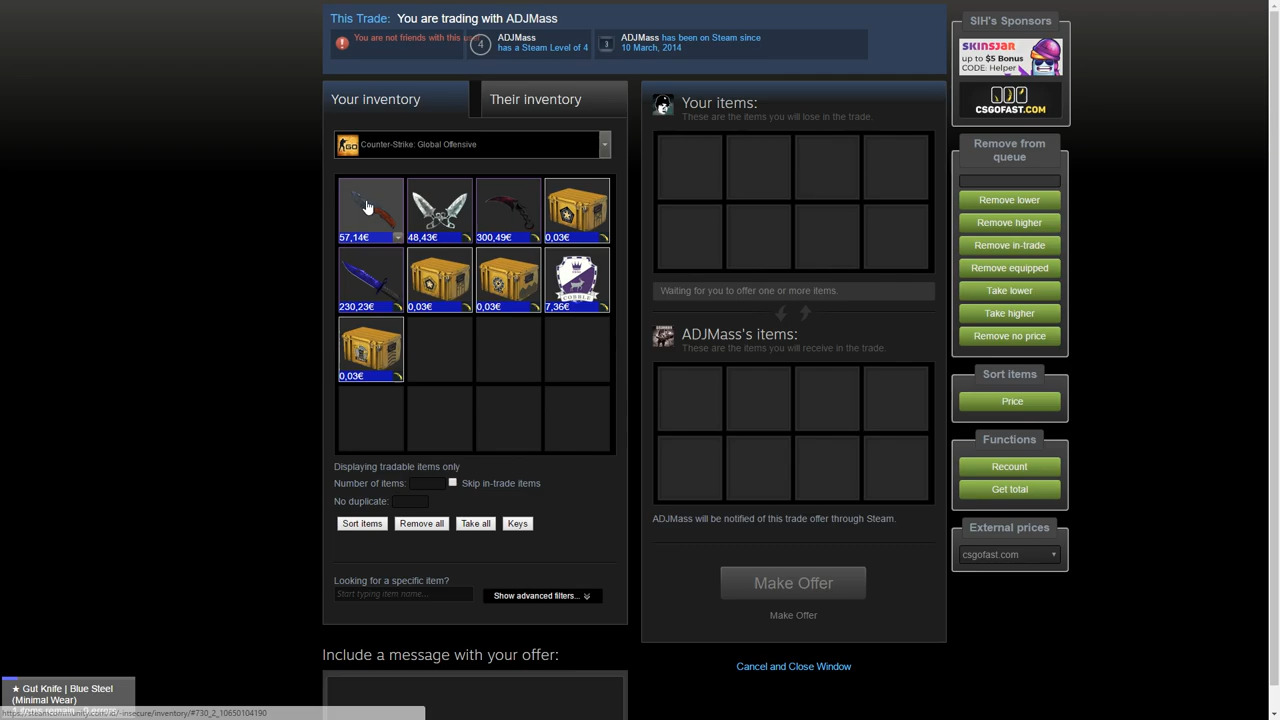 This Trade: You are trading with ADJMass
You are not friends with this
4
ADJMass
has a Steam Level of 4
3
ADJMass has been on Steam since
10 March, 2014
Your inventory
Their inventory
Counter-Strike: Global Offensive
57,14€
48,43€
300,49€
0,03€
230,23€
0,03€
0,03€
COBBLE
7,36€
0,03€
Displaying tradable items only
Number of items:
Skip in-trade items
No duplicate:
Sort items
Remove all
Take all
Keys
Looking for a specific item?
Start typing item name...
Show advanced filters...
Include a message with your offer:
Your items:
These are the items you will lose in the trade.
Waiting for you to offer one or more items.
ADJMass's items:
These are the items you will receive in the trade.
ADJMass will be notified of this trade offer through Steam.
Make Offer
Make Offer
Cancel and Close Window
SIH's Sponsors
SKINSJAR
up to $5 Bonus
CODE: Helper
CSGOFAST.COM
Remove from
queue
Remove lower
Remove higher
Remove in-trade
Remove equipped
Take lower
Take higher
Remove no price
Sort items
Price
Functions
Recount
Get total
External prices
csgofast.com
★ Gut Knife | Blue Steel
(Minimal Wear)